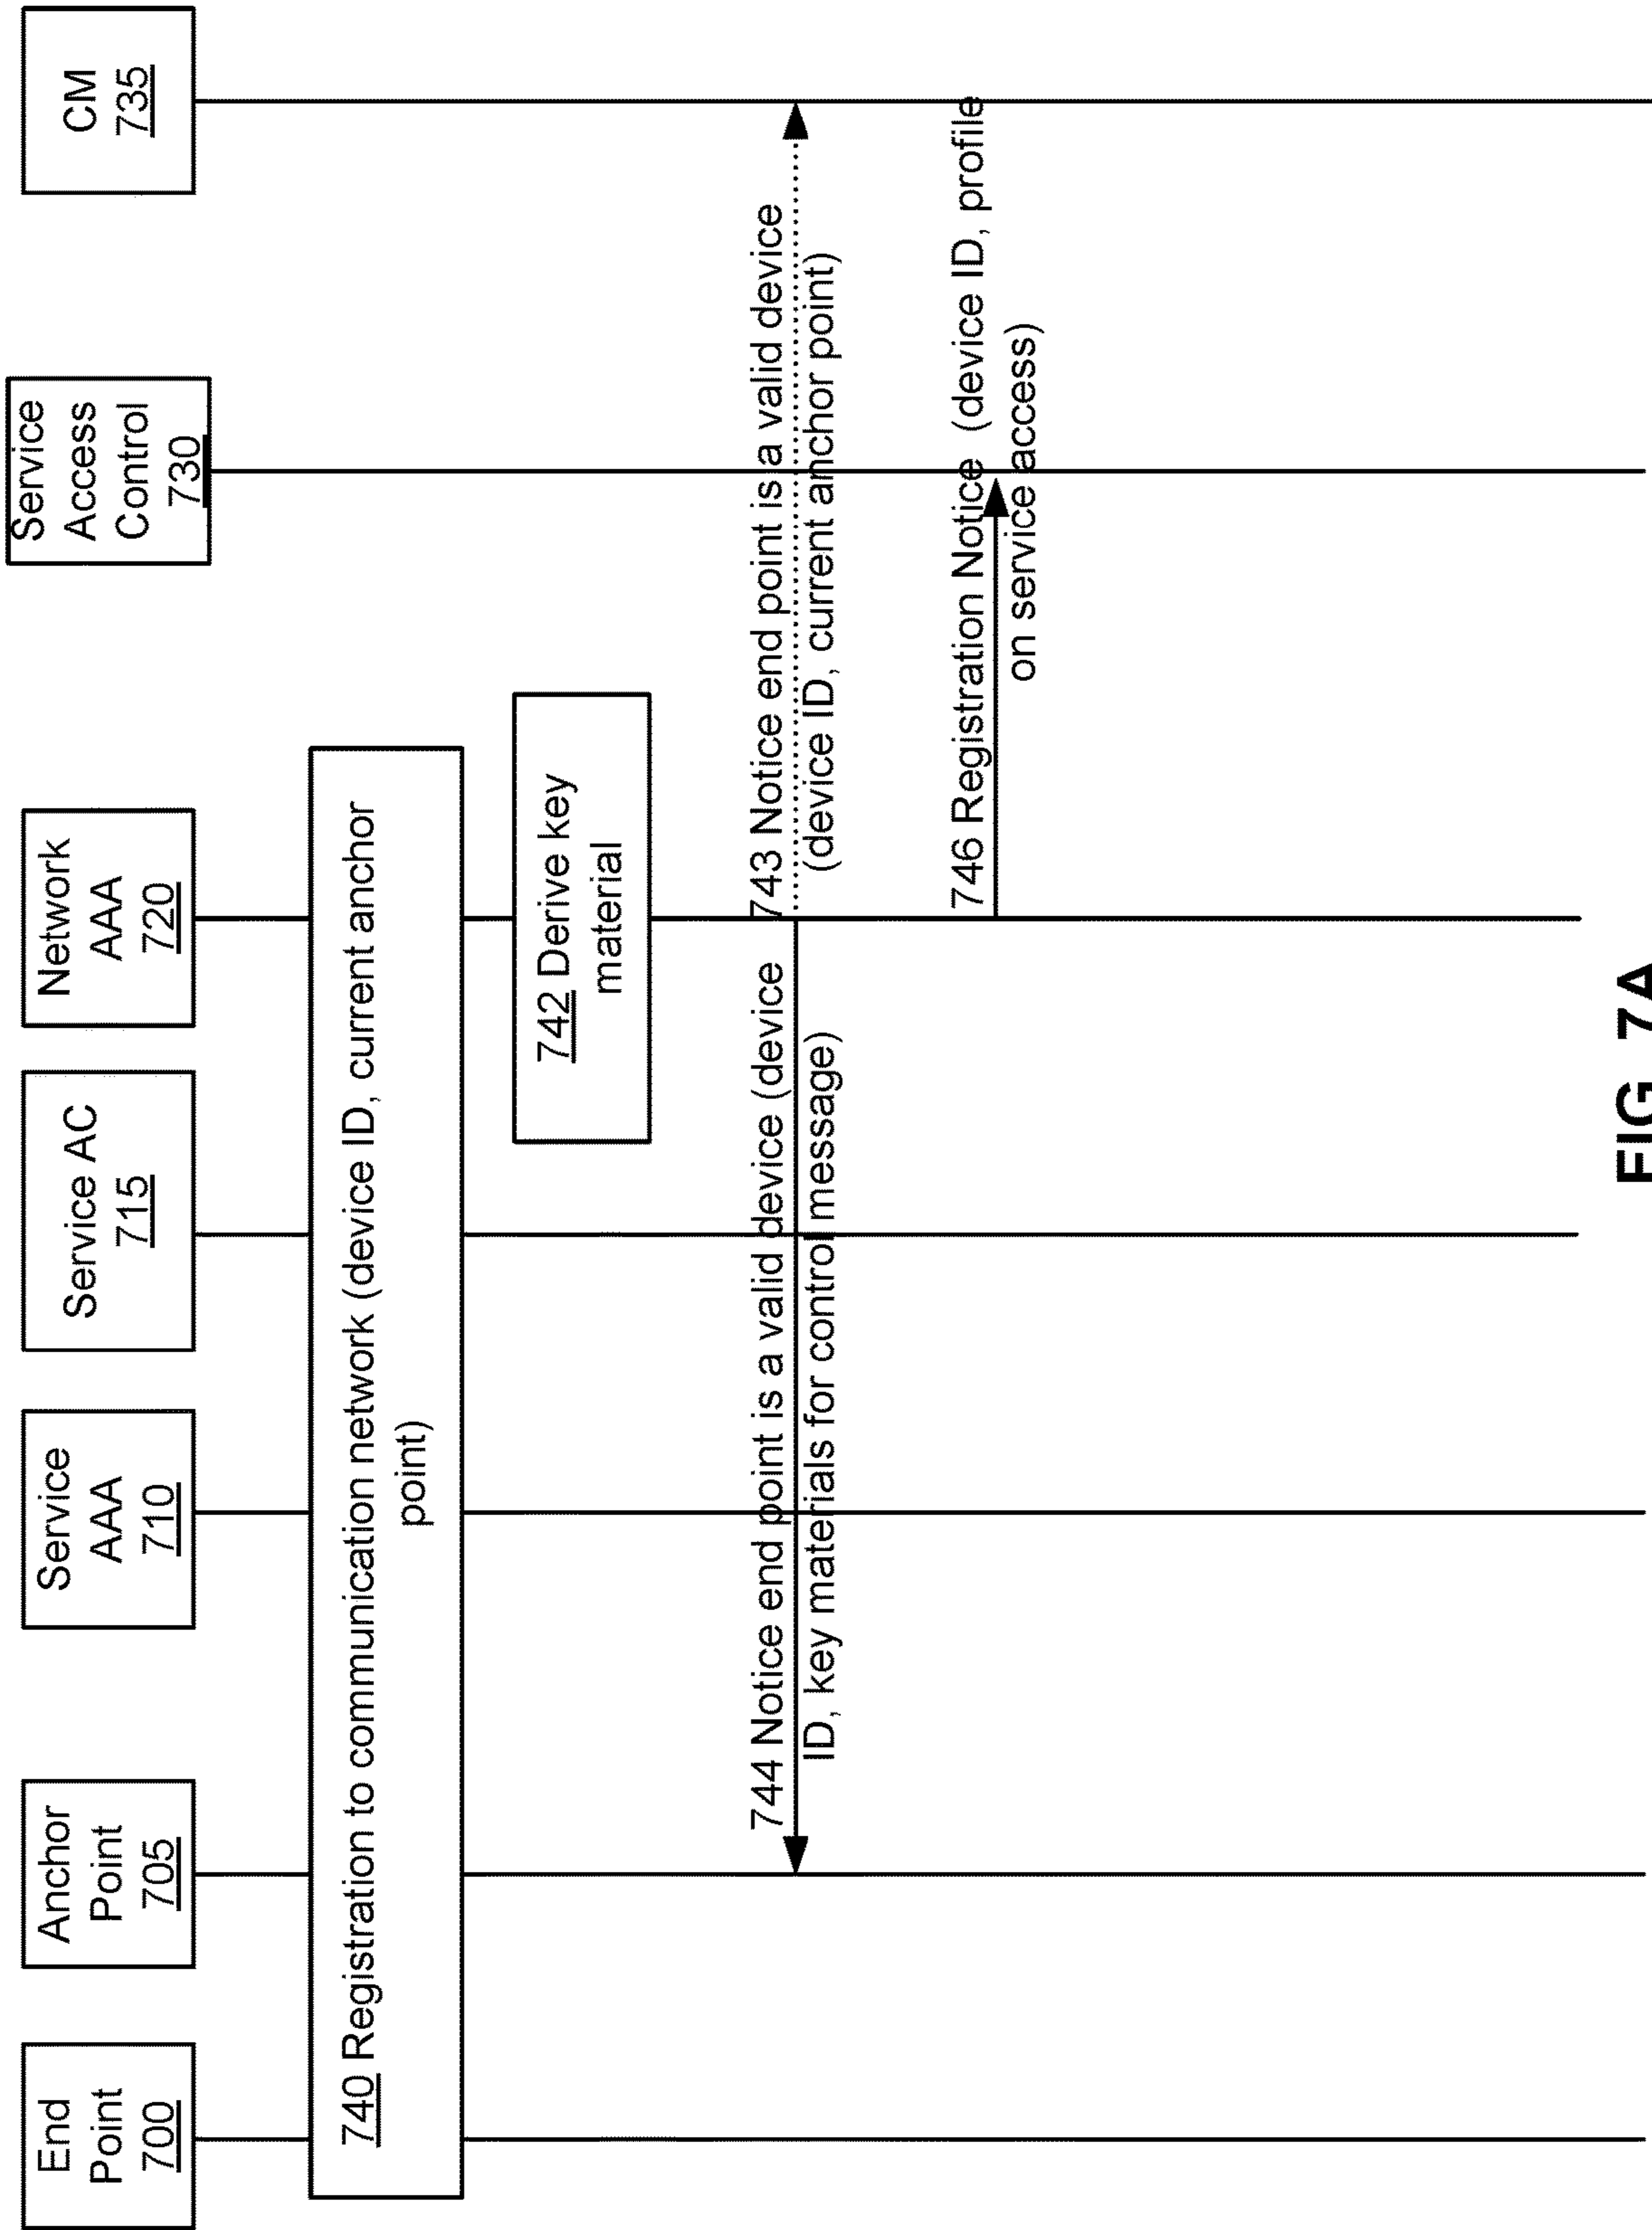 End
Point
700
Anchor
Point
705
Service
AAA
710
Service AC
715
Network
AAA
720
Service
Access
Control
730
CM
735
740 Registration to communication network (device ID, current anchor
point)
742 Derive key
material
744 Notice end point is a valid device (device
ID, key materials for control message)
743 Notice end point is a valid device
(device ID, current anchor point)
746 Registration Notice (device ID, profile
on service access)
FIG. 7A